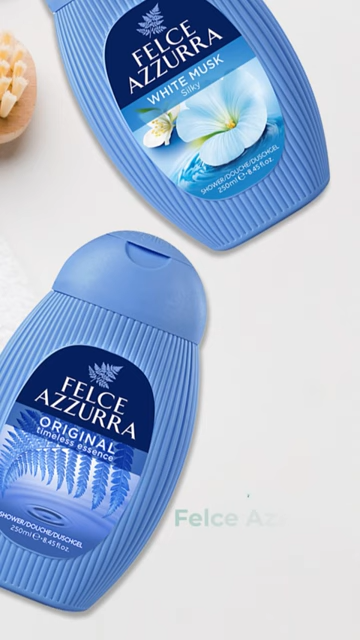 FELCE
AZZURRA
WHITE MUSK
Silky
SHOWER/DOUCHE/DUSCHGEL
250ml ℮ • 8.45 fl oz.
FELCE
AZZURRA
ORIGINAL
timeless essence
SHOWER/DOUCHE/DUSCHGEL
250ml ℮ • 8.45 fl oz.
Felce Az